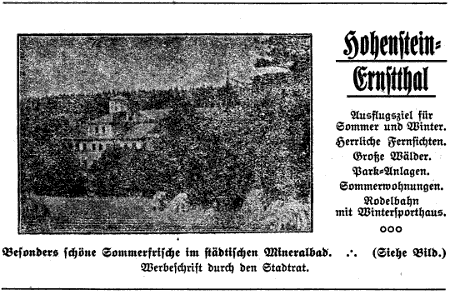 Hohenstein-
Ernstthal
Ausflugsziel für
Sommer und Winter.
Herrliche Fernsichten.
Große Wälder.
Park-Anlagen.
Sommerwohnungen.
Rodelbahn
mit Wintersporthaus.
ooo
Besonders schöne Sommerfrische im städtischen Mineralbad. ∴ (Siehe Bild.)
Werbeschrift durch den Stadtrat.